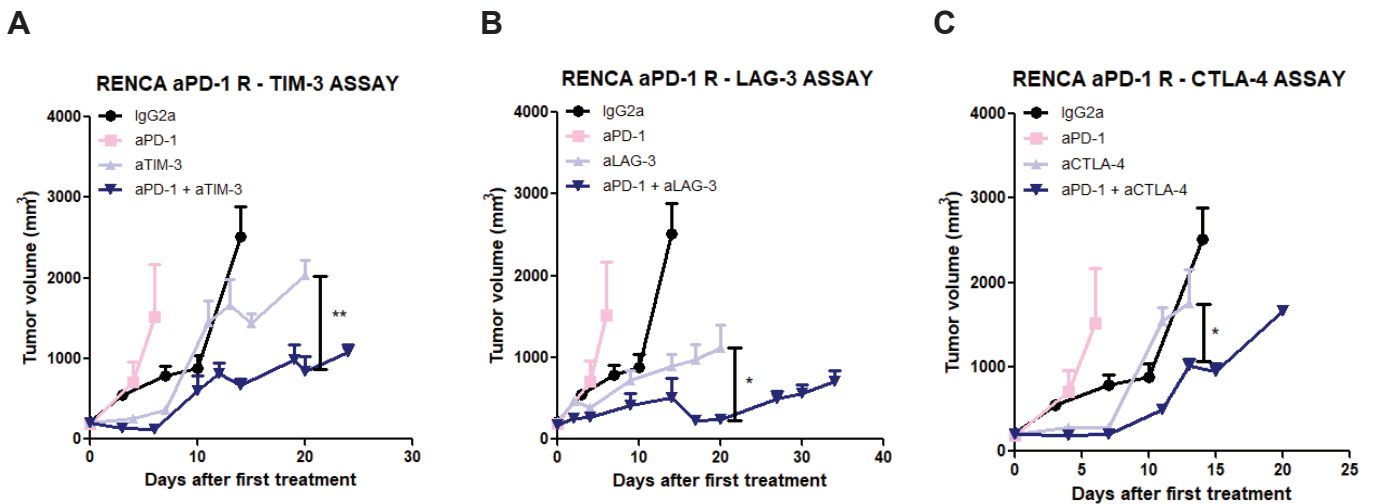 A
B
C
RENCA aPD-1 R - TIM-3 ASSAY
IgG2a
aPD-1
aTIM-3
aPD-1 + aTIM-3
Tumor volume (mm3)
4000
3000
2000
1000
0
0
10
20
30
**
Days after first treatment
RENCA aPD-1 R - LAG-3 ASSAY
IgG2a
aPD-1
aLAG-3
aPD-1 + aLAG-3
Tumor volume (mm3)
4000
3000
2000
1000
0
0
10
20
30
40
*
Days after first treatment
RENCA aPD-1 R - CTLA-4 ASSAY
IgG2a
aPD-1
aCTLA-4
aPD-1 + aCTLA-4
Tumor volume (mm3)
4000
3000
2000
1000
0
0
5
10
15
20
25
*
Days after first treatment